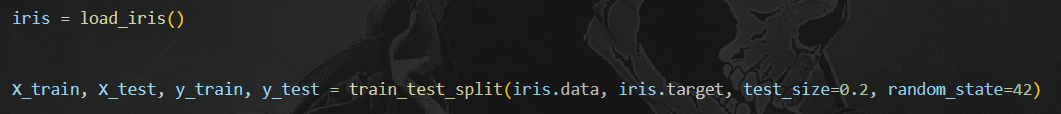 iris = load_iris()
X_train, X_test, y_train, y_test = train_test_split(iris.data, iris.target, test_size=0.2, random_state=42)